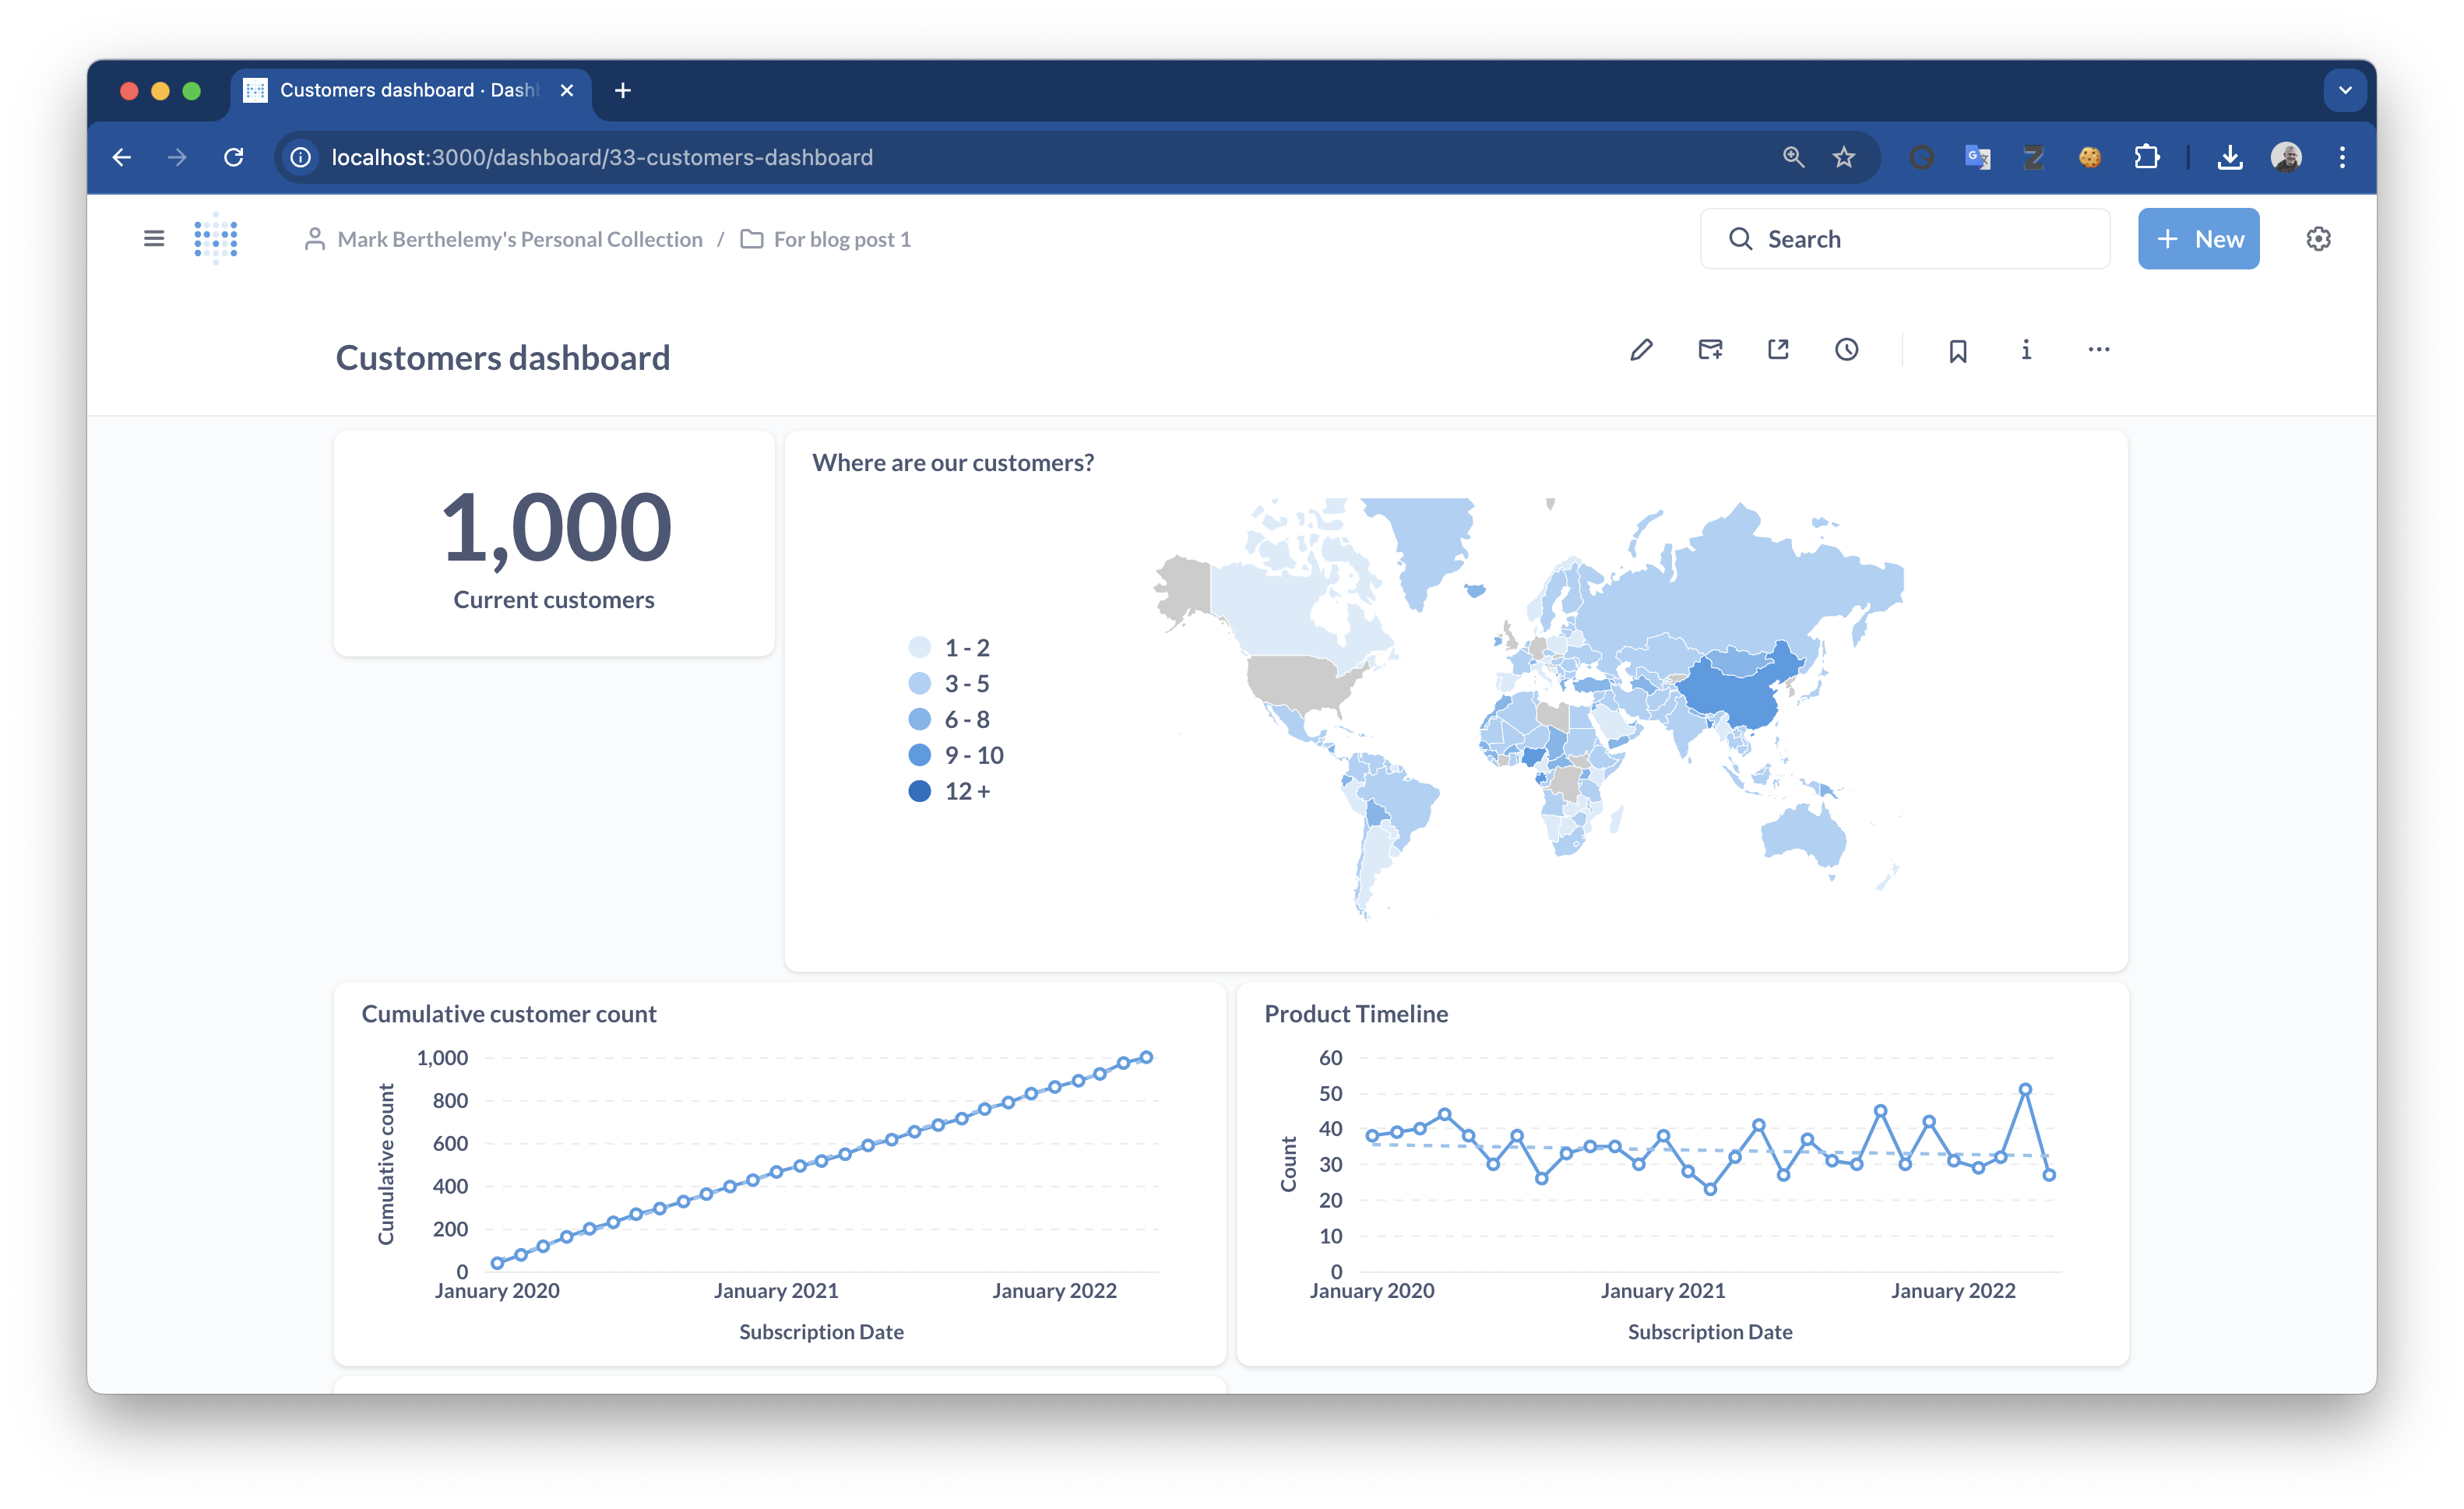 Customers dashboard · Dash
localhost:3000/dashboard/33-customers-dashboard
Mark Berthelemy's Personal Collection / For blog post 1
Search
+ New
Customers dashboard
1,000
Current customers
Where are our customers?
1 - 2
3 - 5
6 - 8
9 - 10
12 +
Cumulative customer count
Cumulative count
1,000
800
600
400
200
0
January 2020 January 2021 January 2022
Subscription Date
Product Timeline
Count
60
50
40
30
20
10
0
January 2020 January 2021 January 2022
Subscription Date